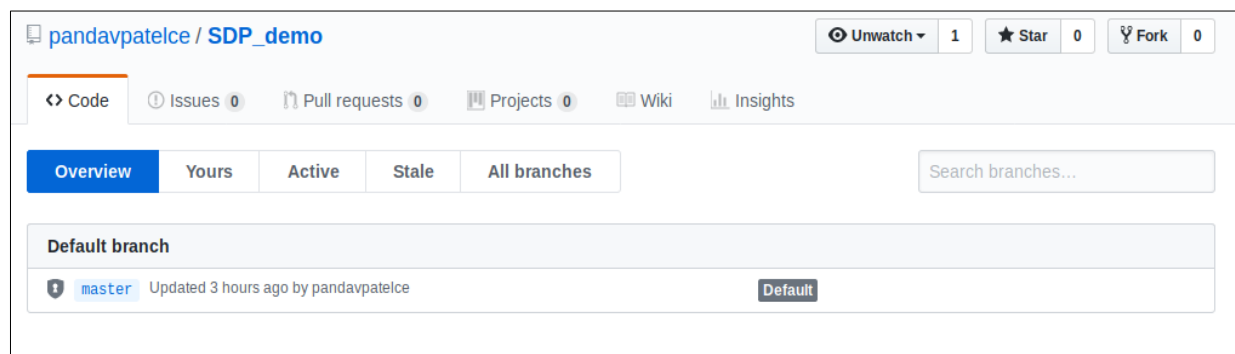 pandavpatelce / SDP_demo Unwatch 1 Star 0 Fork 0
Code Issues 0 Pull requests 0 Projects 0 Wiki Insights
Overview Yours Active Stale All branches Search branches...
Default branch
master Updated 3 hours ago by pandavpatelce Default